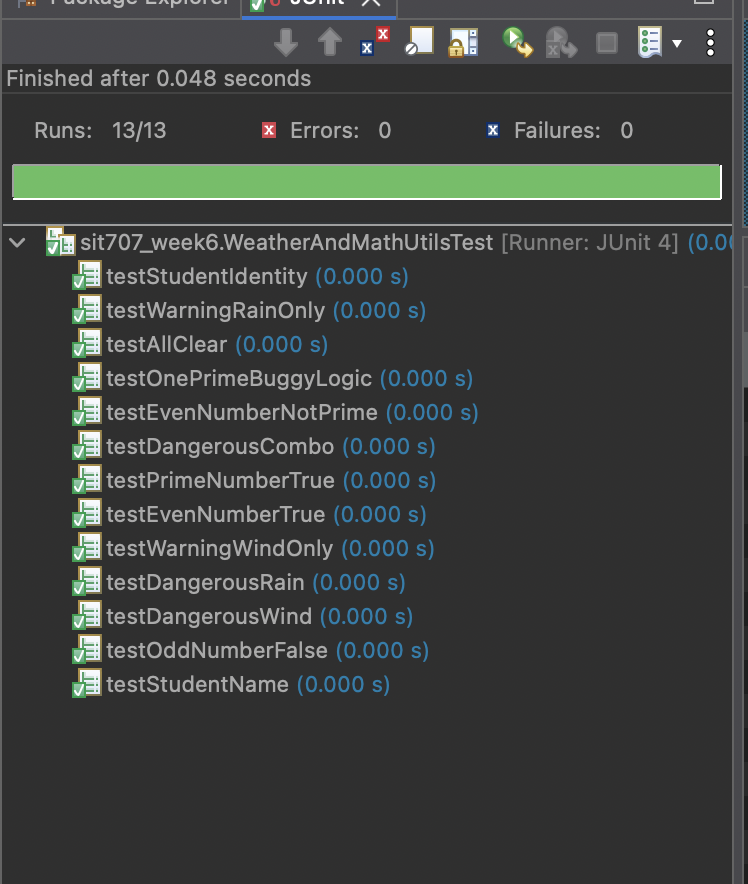 Package Explorer
JUnit
Finished after 0.048 seconds
Runs: 13/13 Errors: 0 Failures: 0
sit707_week6.WeatherAndMathUtilsTest [Runner: JUnit 4] (0.00
testStudentIdentity (0.000 s)
testWarningRainOnly (0.000 s)
testAllClear (0.000 s)
testOnePrimeBuggyLogic (0.000 s)
testEvenNumberNotPrime (0.000 s)
testDangerousCombo (0.000 s)
testPrimeNumberTrue (0.000 s)
testEvenNumberTrue (0.000 s)
testWarningWindOnly (0.000 s)
testDangerousRain (0.000 s)
testDangerousWind (0.000 s)
testOddNumberFalse (0.000 s)
testStudentName (0.000 s)